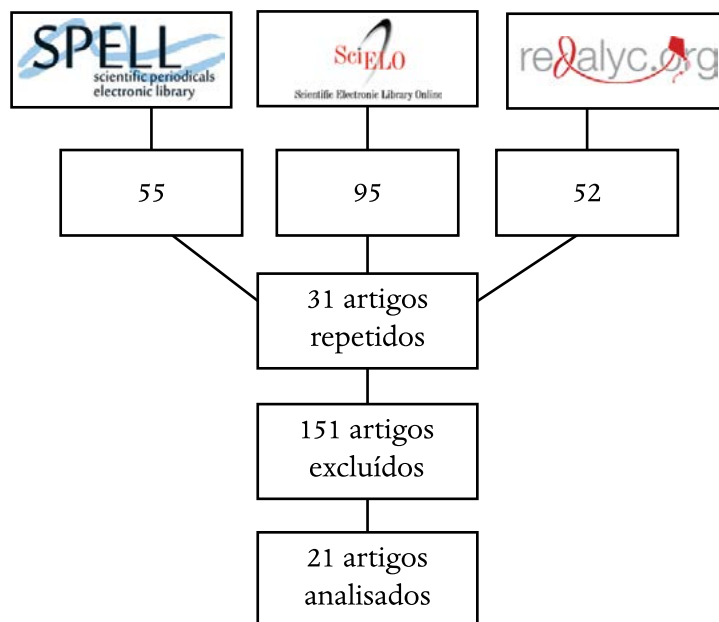 SPELL
scientific periodicals
electronic library
SciELO
Scientific Electronic Library Online
redalyc.org
55
95
52
31 artigos
repetidos
151 artigos
excluídos
21 artigos
analisados